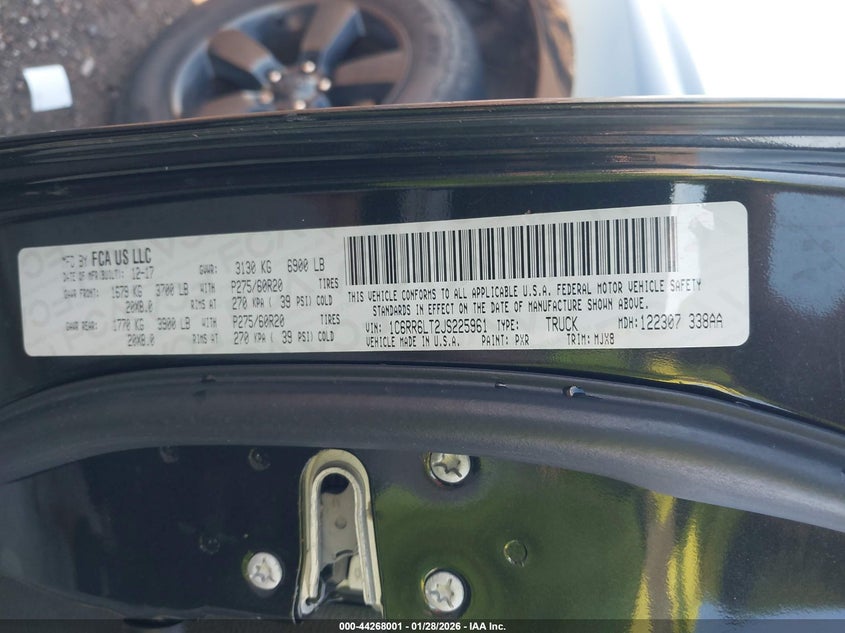 MFD BY FCA US LLC
DATE OF MFR(BUILT): 12-17 GVWR: 3130 KG 6900 LB
GAWR FRONT: 1679 KG 3700 LB WITH P275/60R20 TIRES
20X8.0 RIMS AT 270 KPA ( 39 PSI) COLD
GAWR REAR: 1770 KG 3900 LB WITH P275/60R20 TIRES
20X8.0 RIMS AT 270 KPA ( 39 PSI) COLD
THIS VEHICLE CONFORMS TO ALL APPLICABLE U.S.A. FEDERAL MOTOR VEHICLE SAFETY
STANDARDS IN EFFECT ON THE DATE OF MANUFACTURE SHOWN ABOVE.
VIN: 1C6RR6LT2JS225961 TYPE: TRUCK MDH: 122307 338AA
VEHICLE MADE IN U.S.A. PAINT: PXR TRIM: MJX8
000-44268001 - 01/28/2026 - IAA Inc.